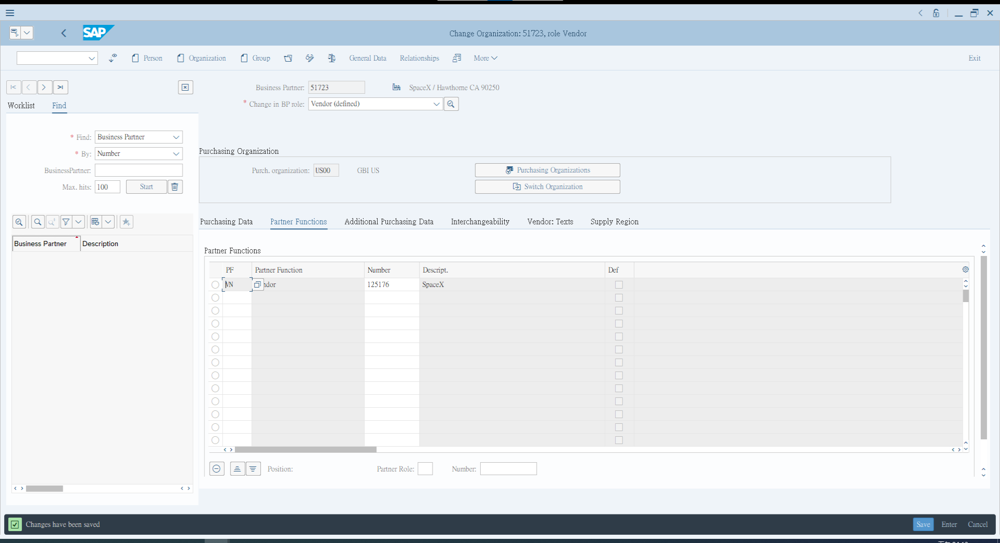 SAP
Change Organization: 51723, role Vendor
Person
Organization
Group
General Data
Relationships
More
Exit
Business Partner: 51723
SpaceX / Hawthorne CA 90250
* Change in BP role: Vendor (defined)
Worklist
Find
* Find: Business Partner
* By: Number
BusinessPartner:
Max. hits: 100
Start
Business Partner
Description
Purchasing Organization
Purch. organization: US00
GBI US
Purchasing Organizations
Switch Organization
Purchasing Data
Partner Functions
Additional Purchasing Data
Interchangeability
Vendor: Texts
Supply Region
Partner Functions
PF
Partner Function
Number
Descript.
Def
VN
ndor
125176
SpaceX
Position:
Partner Role:
Number:
Changes have been saved
Save
Enter
Cancel